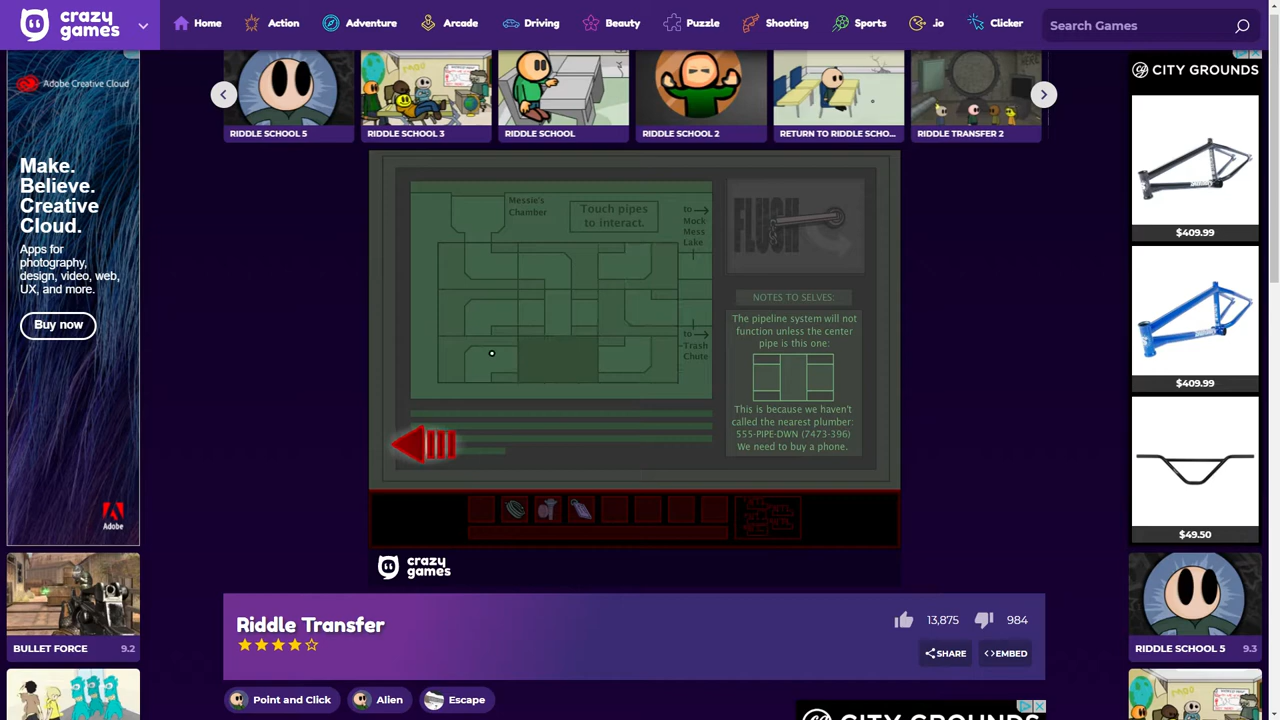 crazy games
Home
Action
Adventure
Arcade
Driving
Beauty
Puzzle
Shooting
Sports
.io
Clicker
Search Games
Adobe Creative Cloud
Make.
Believe.
Creative
Cloud.
Apps for
photography,
design, video, web,
UX, and more.
Buy now
Adobe
BULLET FORCE 9.2
RIDDLE SCHOOL 5
RIDDLE SCHOOL 3
RIDDLE SCHOOL
RIDDLE SCHOOL 2
RETURN TO RIDDLE SCHO...
RIDDLE TRANSFER 2
Messie's
Chamber
Touch pipes
to interact.
to
Mock
Mess
Lake
to
Trash
Chute
FLUSH
NOTES TO SELVES:
The pipeline system will not
function unless the center
pipe is this one:
This is because we haven't
called the nearest plumber:
555-PIPE-DWN (7473-396)
We need to buy a phone.
crazy games
Riddle Transfer
13,875
984
SHARE
EMBED
Point and Click
Alien
Escape
CITY GROUNDS
CITY GROUNDS
$409.99
$409.99
$49.50
RIDDLE SCHOOL 5 9.3